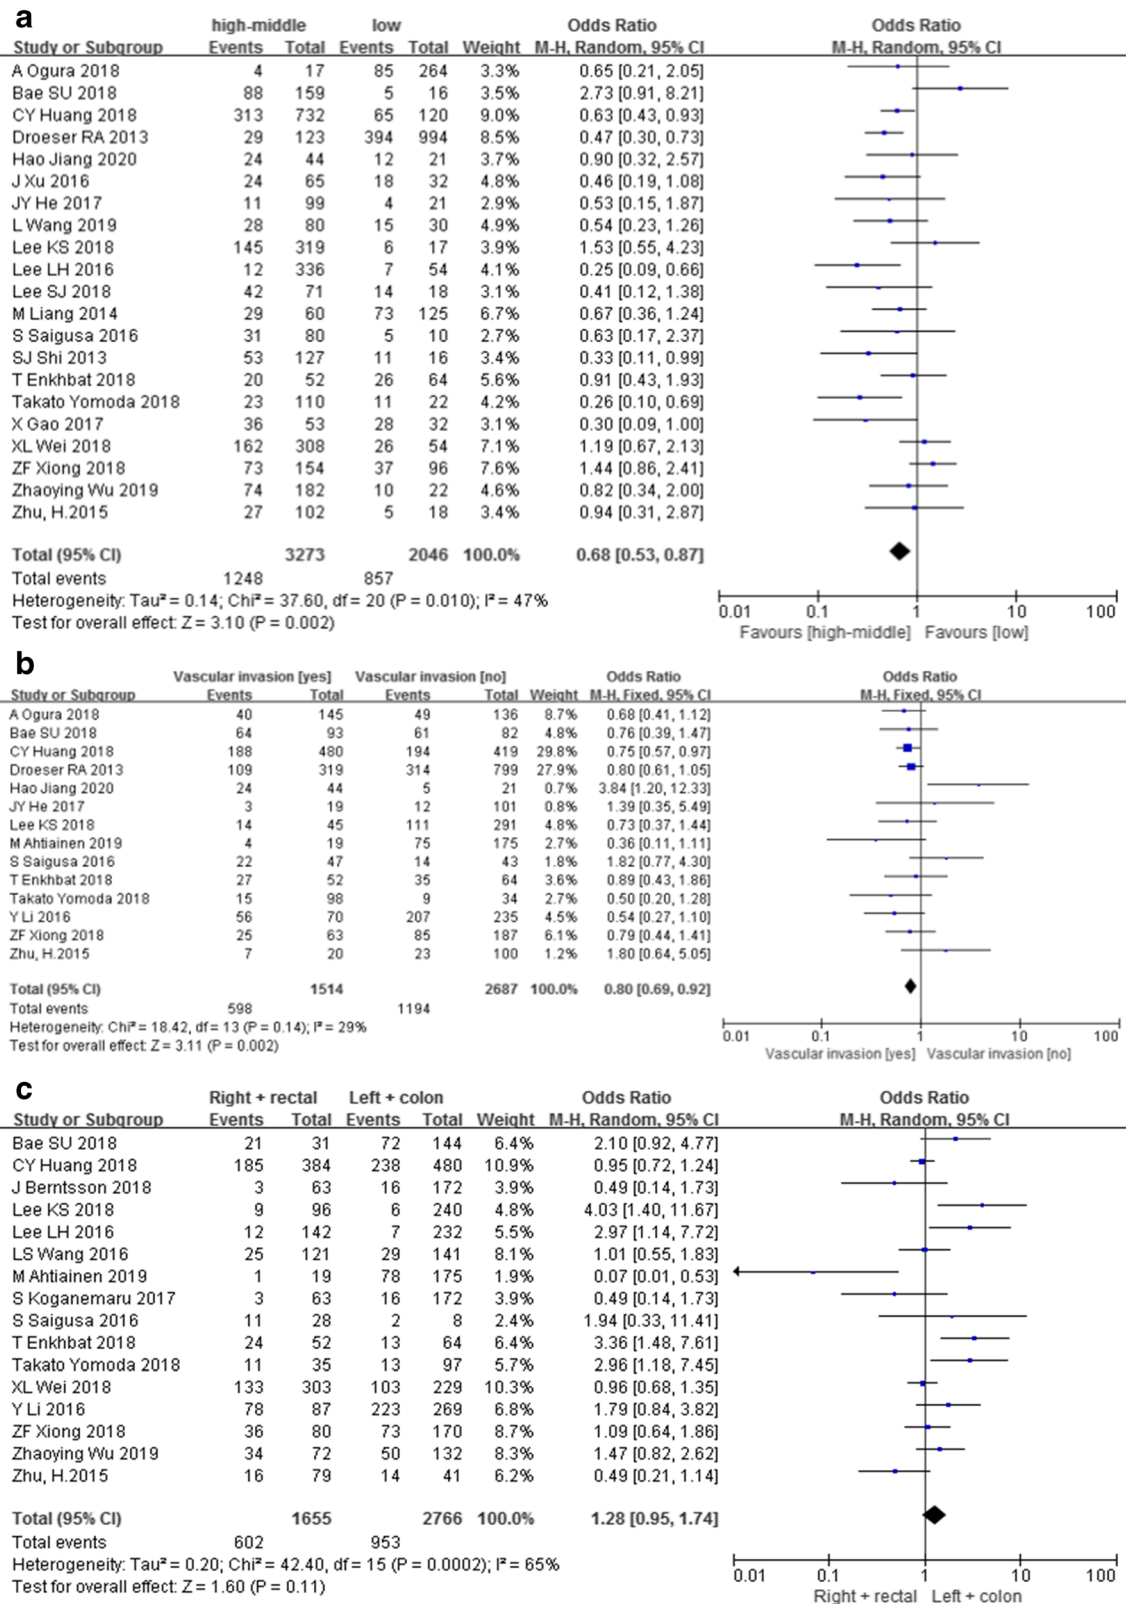 a
high-middle low Odds Ratio Odds Ratio
Study or Subgroup Events Total Events Total Weight M-H, Random, 95% CI M-H, Random, 95% CI
A Ogura 2018 4 17 85 264 3.3% 0.65 [0.21, 2.05]
Bae SU 2018 88 159 5 16 3.5% 2.73 [0.91, 8.21]
CY Huang 2018 313 732 65 120 9.0% 0.63 [0.43, 0.93]
Droeser RA 2013 29 123 394 994 8.5% 0.47 [0.30, 0.73]
Hao Jiang 2020 24 44 12 21 3.7% 0.90 [0.32, 2.57]
J Xu 2016 24 65 18 32 4.8% 0.46 [0.19, 1.08]
JY He 2017 11 99 4 21 2.9% 0.53 [0.15, 1.87]
L Wang 2019 28 80 15 30 4.9% 0.54 [0.23, 1.26]
Lee KS 2018 145 319 6 17 3.9% 1.53 [0.55, 4.23]
Lee LH 2016 12 336 7 54 4.1% 0.25 [0.09, 0.66]
Lee SJ 2018 42 71 14 18 3.1% 0.41 [0.12, 1.38]
M Liang 2014 29 60 73 125 6.7% 0.67 [0.36, 1.24]
S Saigusa 2016 31 80 5 10 2.7% 0.63 [0.17, 2.37]
SJ Shi 2013 53 127 11 16 3.4% 0.33 [0.11, 0.99]
T Enkhbat 2018 20 52 26 64 5.6% 0.91 [0.43, 1.93]
Takato Yomoda 2018 23 110 11 22 4.2% 0.26 [0.10, 0.69]
X Gao 2017 36 53 28 32 3.1% 0.30 [0.09, 1.00]
XL Wei 2018 162 308 26 54 7.1% 1.19 [0.67, 2.13]
ZF Xiong 2018 73 154 37 96 7.6% 1.44 [0.86, 2.41]
Zhaoying Wu 2019 74 182 10 22 4.6% 0.82 [0.34, 2.00]
Zhu, H.2015 27 102 5 18 3.4% 0.94 [0.31, 2.87]
Total (95% CI) 3273 2046 100.0% 0.68 [0.53, 0.87]
Total events 1248 857
Heterogeneity: Tau² = 0.14; Chi² = 37.60, df = 20 (P = 0.010); I² = 47%
Test for overall effect: Z = 3.10 (P = 0.002)
0.01 0.1 1 10 100
Favours [high-middle] Favours [low]
b
Vascular invasion [yes] Vascular invasion [no] Odds Ratio Odds Ratio
Study or Subgroup Events Total Events Total Weight M-H, Fixed, 95% CI M-H, Fixed, 95% CI
A Ogura 2018 40 145 49 136 8.7% 0.68 [0.41, 1.12]
Bae SU 2018 64 93 61 82 4.8% 0.76 [0.39, 1.47]
CY Huang 2018 188 480 194 419 29.8% 0.75 [0.57, 0.97]
Droeser RA 2013 109 319 314 799 27.9% 0.80 [0.61, 1.05]
Hao Jiang 2020 24 44 5 21 0.7% 3.84 [1.20, 12.33]
JY He 2017 3 19 12 101 0.8% 1.39 [0.35, 5.49]
Lee KS 2018 14 45 111 291 4.8% 0.73 [0.37, 1.44]
M Ahtiainen 2019 4 19 75 175 2.7% 0.36 [0.11, 1.11]
S Saigusa 2016 22 47 14 43 1.8% 1.82 [0.77, 4.30]
T Enkhbat 2018 27 52 35 64 3.6% 0.89 [0.43, 1.86]
Takato Yomoda 2018 15 98 9 34 2.7% 0.50 [0.20, 1.28]
Y Li 2016 56 70 207 235 4.5% 0.54 [0.27, 1.10]
ZF Xiong 2018 25 63 85 187 6.1% 0.79 [0.44, 1.41]
Zhu, H.2015 7 20 23 100 1.2% 1.80 [0.64, 5.05]
Total (95% CI) 1514 2687 100.0% 0.80 [0.69, 0.92]
Total events 598 1194
Heterogeneity: Chi² = 18.42, df = 13 (P = 0.14); I² = 29%
Test for overall effect: Z = 3.11 (P = 0.002)
0.01 0.1 1 10 100
Vascular invasion [yes] Vascular invasion [no]
c
Right + rectal Left + colon Odds Ratio Odds Ratio
Study or Subgroup Events Total Events Total Weight M-H, Random, 95% CI M-H, Random, 95% CI
Bae SU 2018 21 31 72 144 6.4% 2.10 [0.92, 4.77]
CY Huang 2018 185 384 238 480 10.9% 0.95 [0.72, 1.24]
J Berntsson 2018 3 63 16 172 3.9% 0.49 [0.14, 1.73]
Lee KS 2018 9 96 6 240 4.8% 4.03 [1.40, 11.67]
Lee LH 2016 12 142 7 232 5.5% 2.97 [1.14, 7.72]
LS Wang 2016 25 121 29 141 8.1% 1.01 [0.55, 1.83]
M Ahtiainen 2019 1 19 78 175 1.9% 0.07 [0.01, 0.53]
S Koganemaru 2017 3 63 16 172 3.9% 0.49 [0.14, 1.73]
S Saigusa 2016 11 28 2 8 2.4% 1.94 [0.33, 11.41]
T Enkhbat 2018 24 52 13 64 6.4% 3.36 [1.48, 7.61]
Takato Yomoda 2018 11 35 13 97 5.7% 2.96 [1.18, 7.45]
XL Wei 2018 133 303 103 229 10.3% 0.96 [0.68, 1.35]
Y Li 2016 78 87 223 269 6.8% 1.79 [0.84, 3.82]
ZF Xiong 2018 36 80 73 170 8.7% 1.09 [0.64, 1.86]
Zhaoying Wu 2019 34 72 50 132 8.3% 1.47 [0.82, 2.62]
Zhu, H.2015 16 79 14 41 6.2% 0.49 [0.21, 1.14]
Total (95% CI) 1655 2766 100.0% 1.28 [0.95, 1.74]
Total events 602 953
Heterogeneity: Tau² = 0.20; Chi² = 42.40, df = 15 (P = 0.0002); I² = 65%
Test for overall effect: Z = 1.60 (P = 0.11)
0.01 0.1 1 10 100
Right + rectal Left + colon